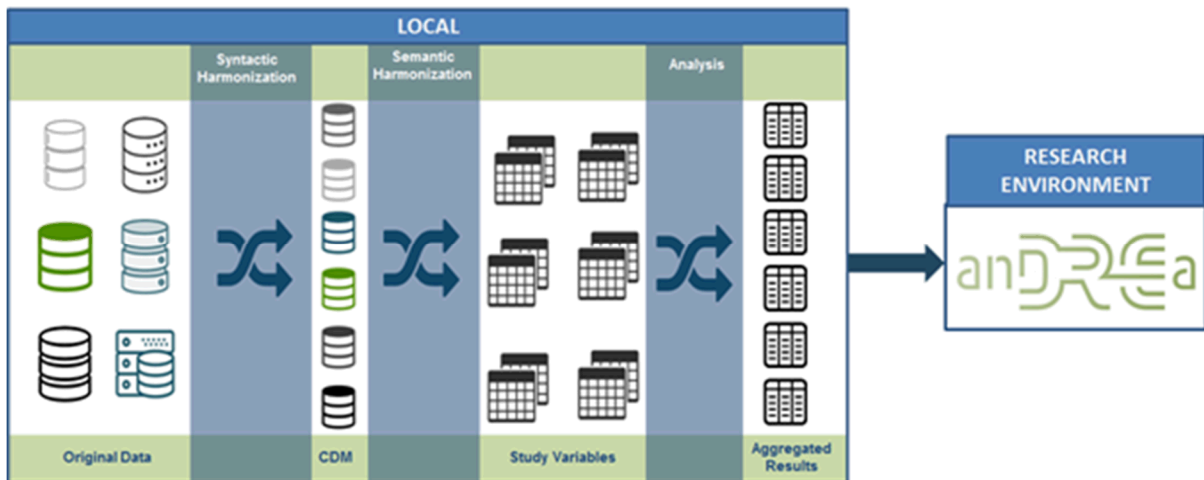 LOCAL
Syntactic
Harmonization
Semantic
Harmonization
Analysis
Original Data
CDM
Study Variables
Aggregated
Results
RESEARCH
ENVIRONMENT
anDREa